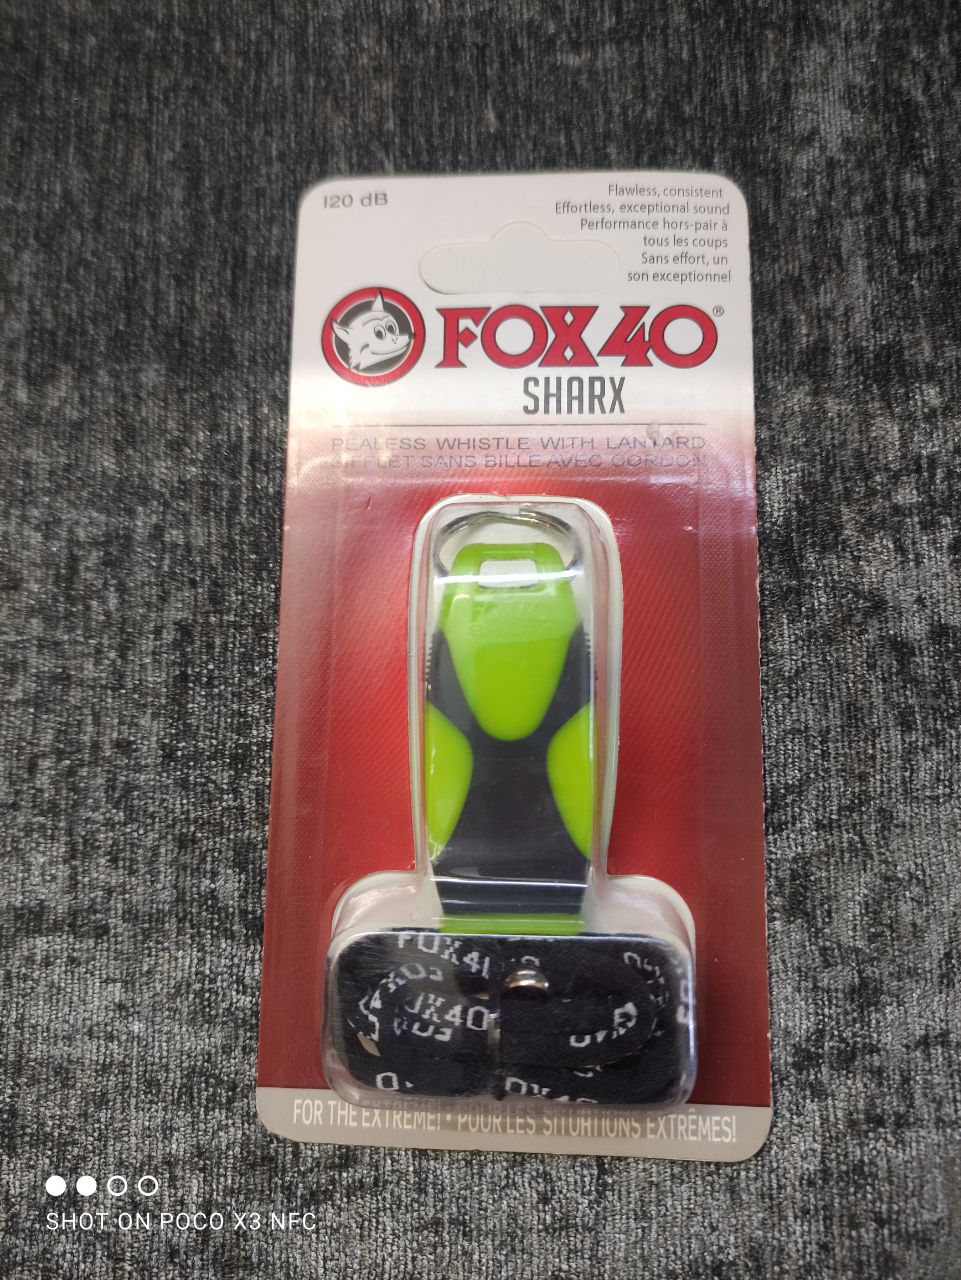 120 dB
Flawless, consistent
Effortless, exceptional sound
Performance hors-pair à
tous les coups
Sans effort, un
son exceptionnel
FOX 40®
SHARX
PEALESS WHISTLE WITH LANYARD
SIFFLET SANS BILLE AVEC CORDON
FOX40
FOX40
FOR THE EXTREME! • POUR LES SITUATIONS EXTRÊMES!
SHOT ON POCO X3 NFC